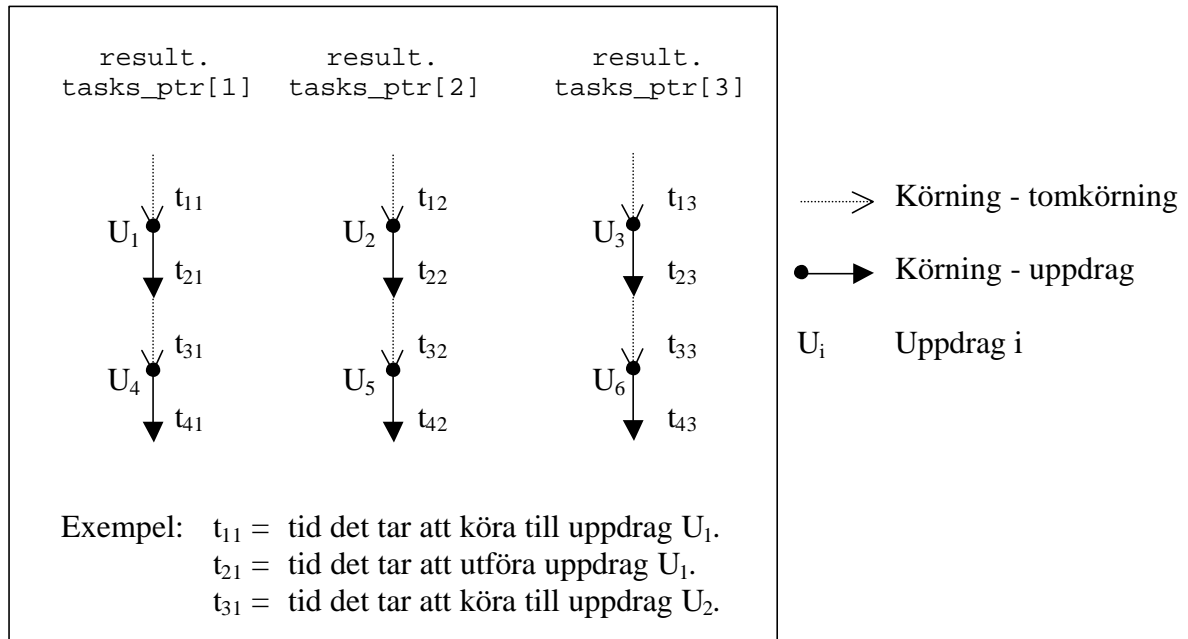 result. result. result.
tasks_ptr[1] tasks_ptr[2] tasks_ptr[3]
t₁₁ t₁₂ t₁₃ Körning - tomkörning
U₁ U₂ U₃
t₂₁ t₂₂ t₂₃ Körning - uppdrag
t₃₁ t₃₂ t₃₃ Uᵢ Uppdrag i
U₄ U₅ U₆
t₄₁ t₄₂ t₄₃
Exempel: t₁₁ = tid det tar att köra till uppdrag U₁.
t₂₁ = tid det tar att utföra uppdrag U₁.
t₃₁ = tid det tar att köra till uppdrag U₂.